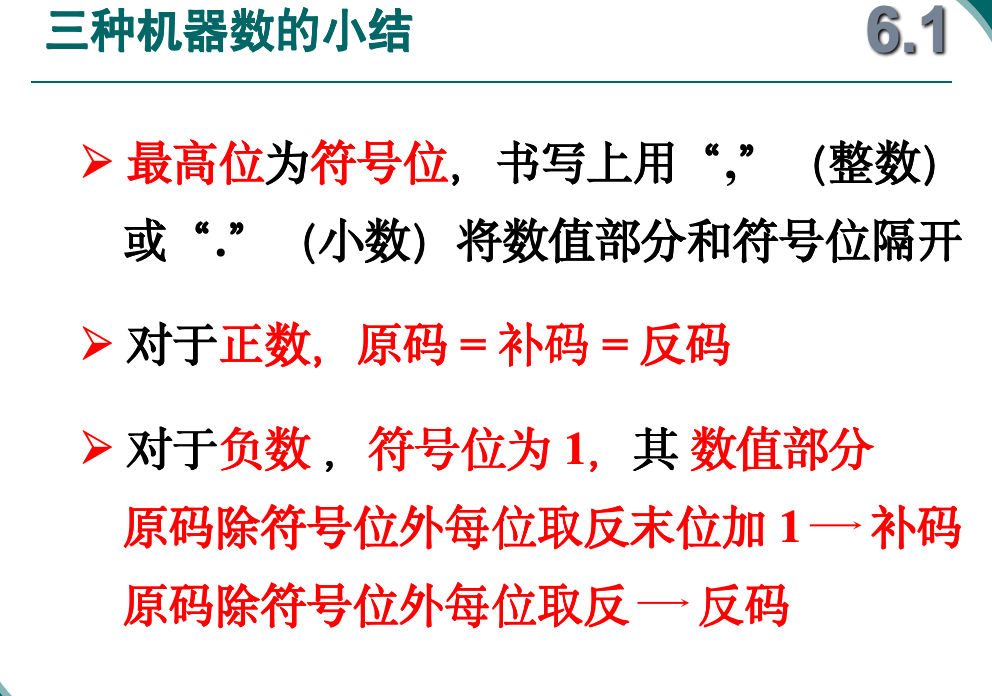 三种机器数的小结
6.1
最高位为符号位，书写上用“,”（整数）
或“.”（小数）将数值部分和符号位隔开
对于正数，原码 = 补码 = 反码
对于负数 ，符号位为 1，其 数值部分
原码除符号位外每位取反末位加 1 → 补码
原码除符号位外每位取反 → 反码